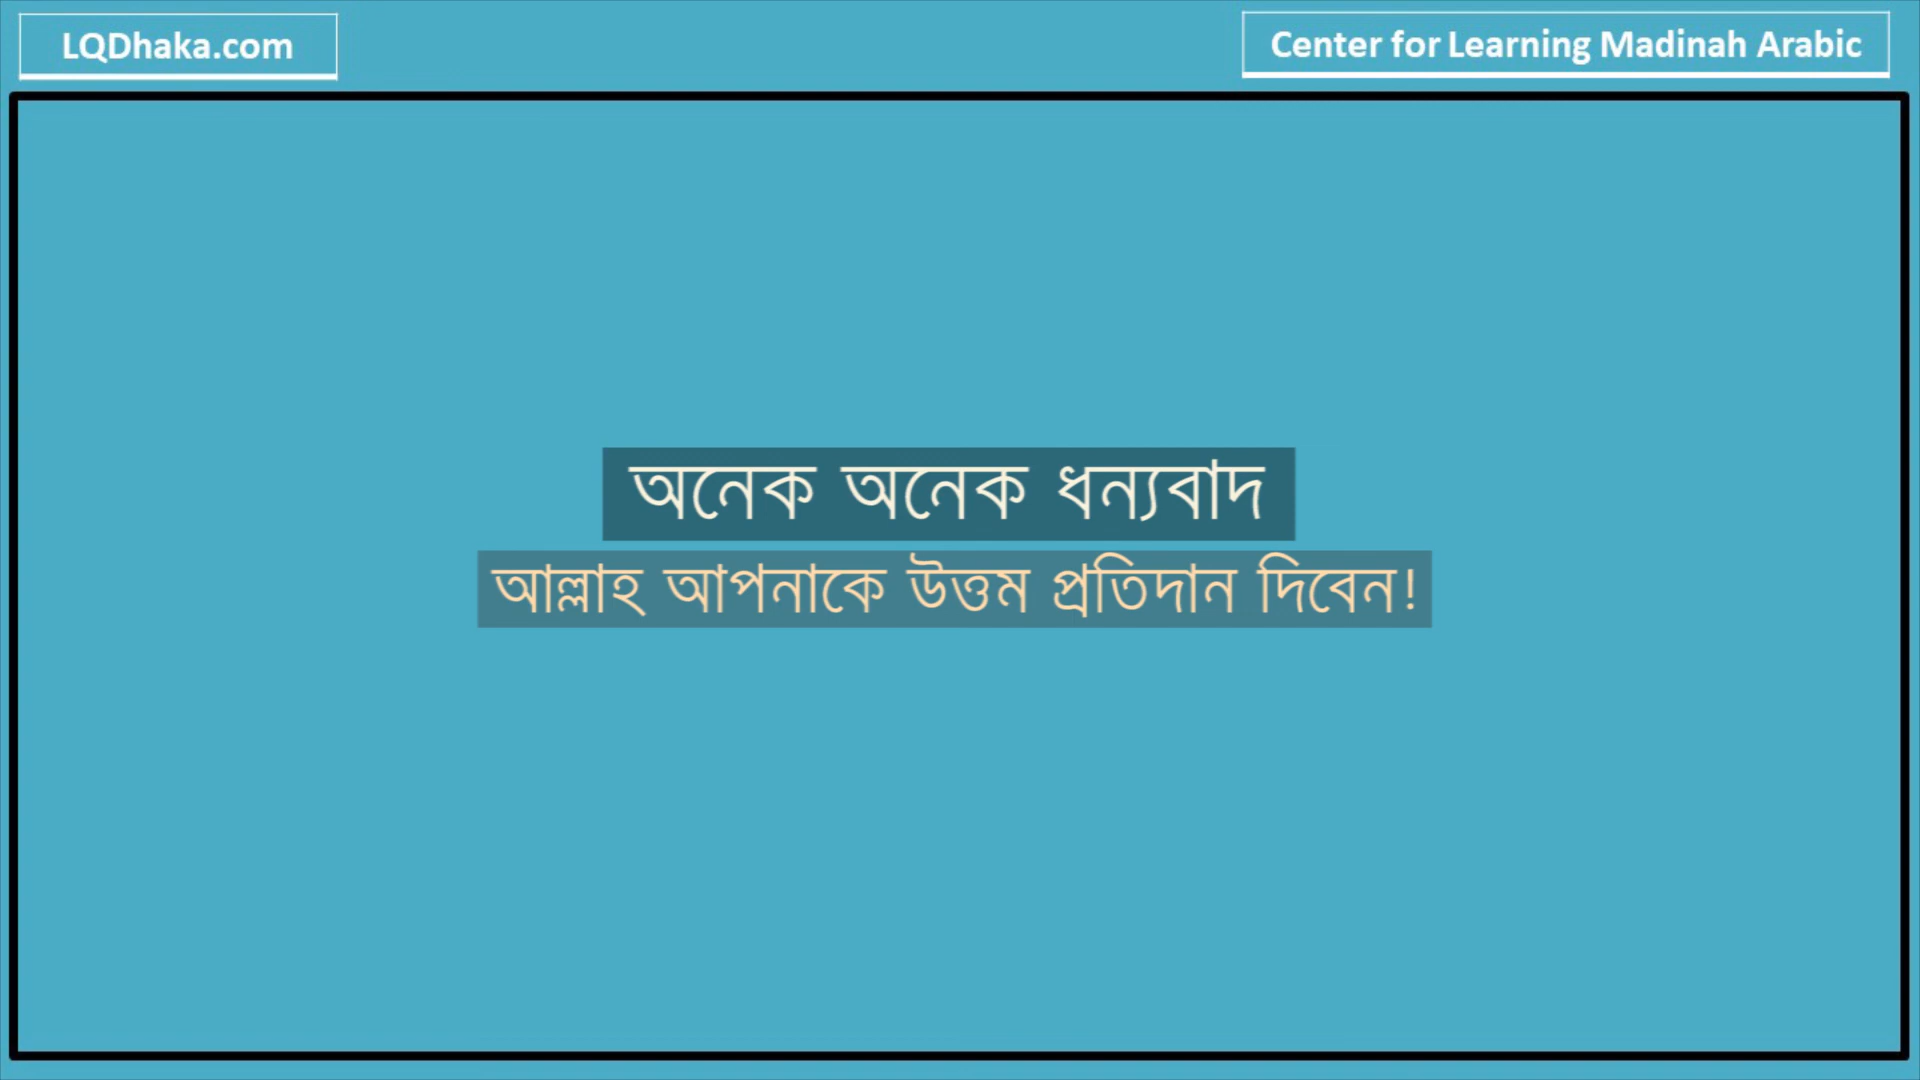 LQDhaka.com
Center for Learning Madinah Arabic
অনেক অনেক ধন্যবাদ
আল্লাহ আপনাকে উত্তম প্রতিদান দিবেন!